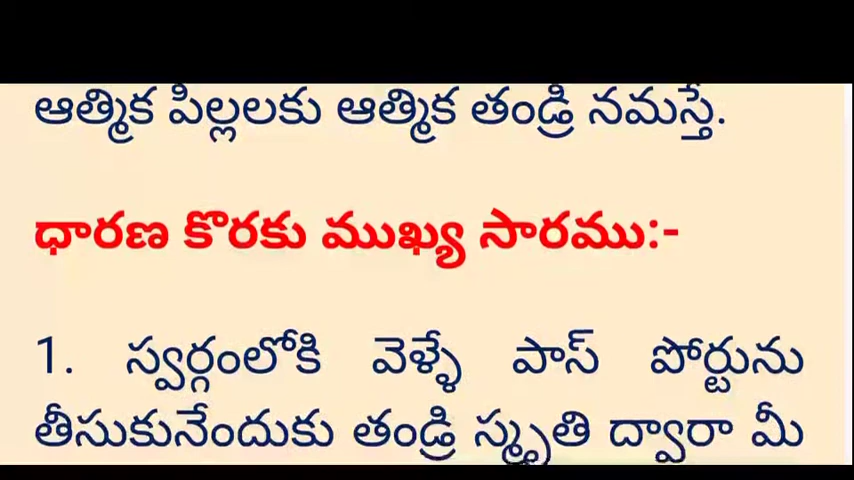 ఆత్మిక పిల్లలకు ఆత్మిక తండ్రి నమస్తే.
ధారణ కొరకు ముఖ్య సారము:-
1. స్వర్గంలోకి వెళ్ళే పాస్ పోర్టును
తీసుకునేందుకు తండ్రి స్మృతి ద్వారా మీ